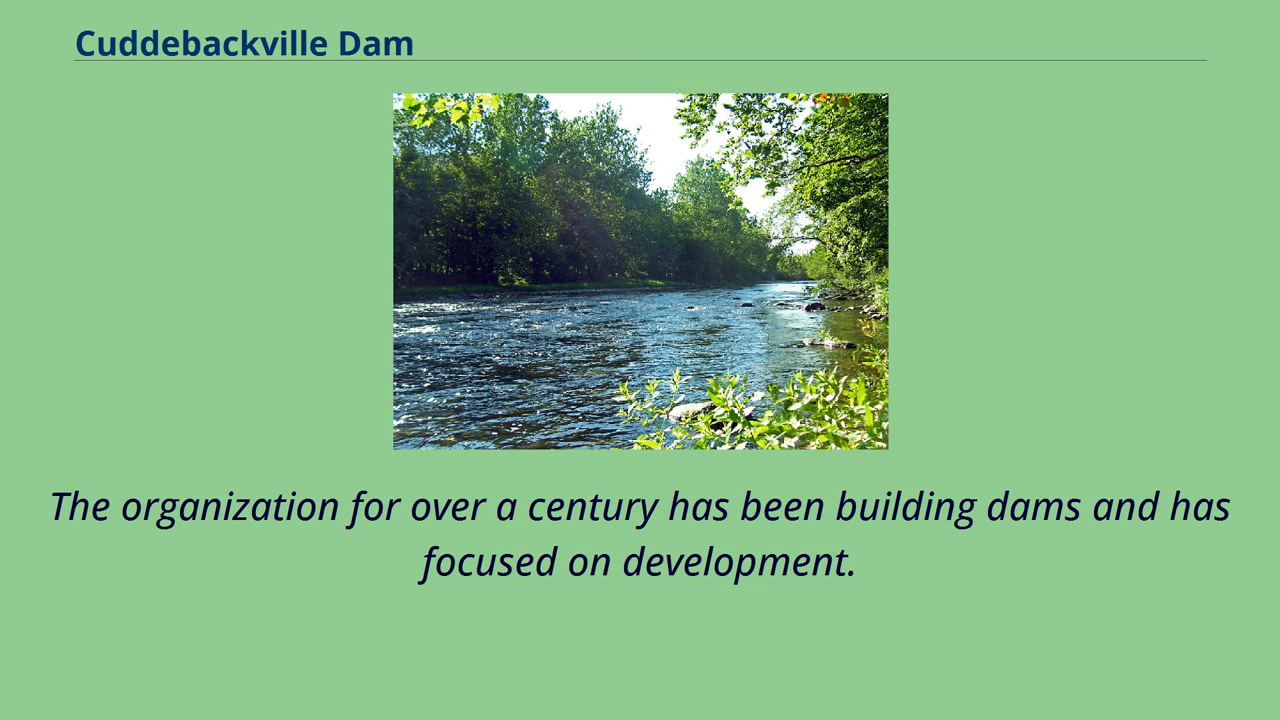 Cuddebackville Dam
The organization for over a century has been building dams and has
focused on development.